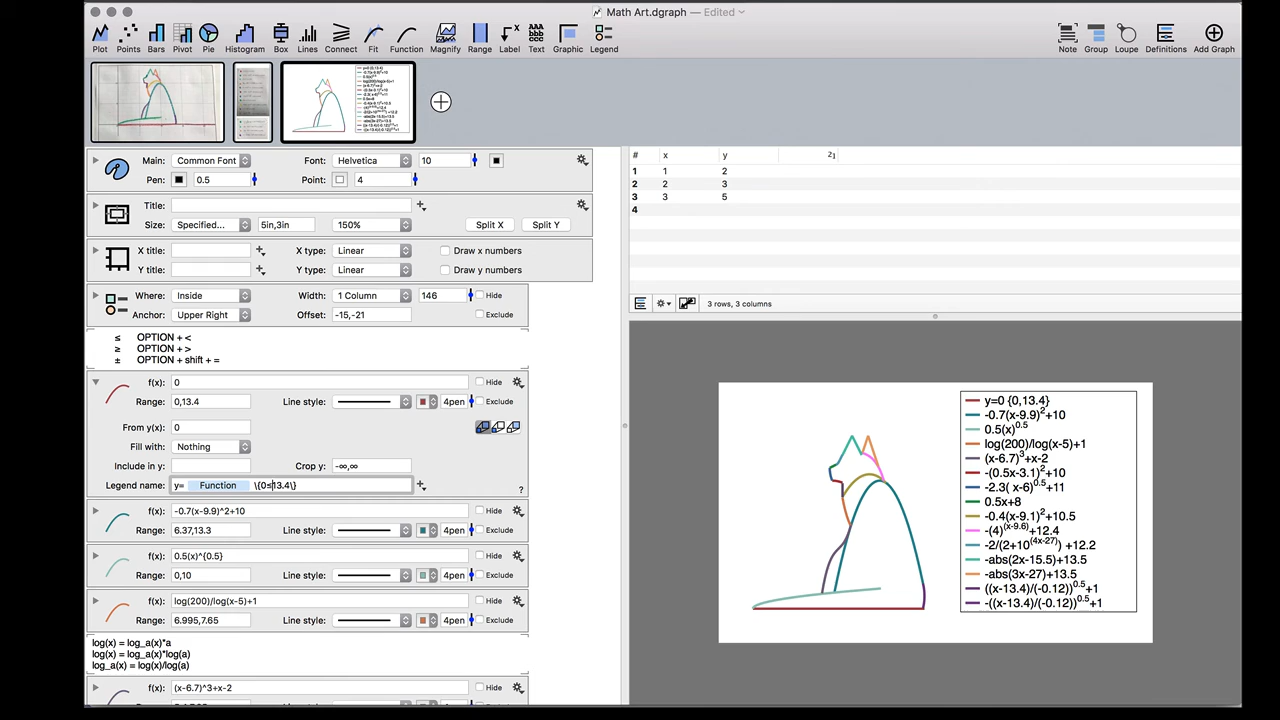 Math Art.dgraph — Edited
Plot Points Bars Pivot Pie Histogram Box Lines Connect Fit Function Magnify Range Label Text Graphic Legend Note Group Loupe Definitions Add Graph
Main: Common Font Font: Helvetica 10
Pen: 0.5 Point: 4
Title:
Size: Specified... 5in,3in 150% Split X Split Y
X title: X type: Linear Draw x numbers
Y title: Y type: Linear Draw y numbers
Where: Inside Width: 1 Column 146 Hide
Anchor: Upper Right Offset: -15,-21 Exclude
≤ OPTION + <
≥ OPTION + >
± OPTION + shift + =
f(x): 0 Hide
Range: 0,13.4 Line style: 4pen Exclude
From y(x): 0
Fill with: Nothing
Include in y: Crop y: -∞,∞
Legend name: y= Function \{0≤13.4\} ?
f(x): -0.7(x-9.9)^2+10 Hide
Range: 6.37,13.3 Line style: 4pen Exclude
f(x): 0.5(x)^{0.5} Hide
Range: 0,10 Line style: 4pen Exclude
f(x): log(200)/log(x-5)+1 Hide
Range: 6.995,7.65 Line style: 4pen Exclude
log(x) = log_a(x)*a
log(x) = log_a(x)*log(a)
log_a(x) = log(x)/log(a)
f(x): (x-6.7)^3+x-2 Hide
# x y
1 1 2
2 2 3
3 3 5
4
3 rows, 3 columns
y=0 {0,13.4}
-0.7(x-9.9)²+10
0.5(x)^0.5
log(200)/log(x-5)+1
(x-6.7)³+x-2
-(0.5x-3.1)²+10
-2.3( x-6)^0.5+11
0.5x+8
-0.4(x-9.1)²+10.5
-(4)^(x-9.6)+12.4
-2/(2+10^(4x-27)) +12.2
-abs(2x-15.5)+13.5
-abs(3x-27)+13.5
((x-13.4)/(-0.12))^0.5+1
-((x-13.4)/(-0.12))^0.5+1